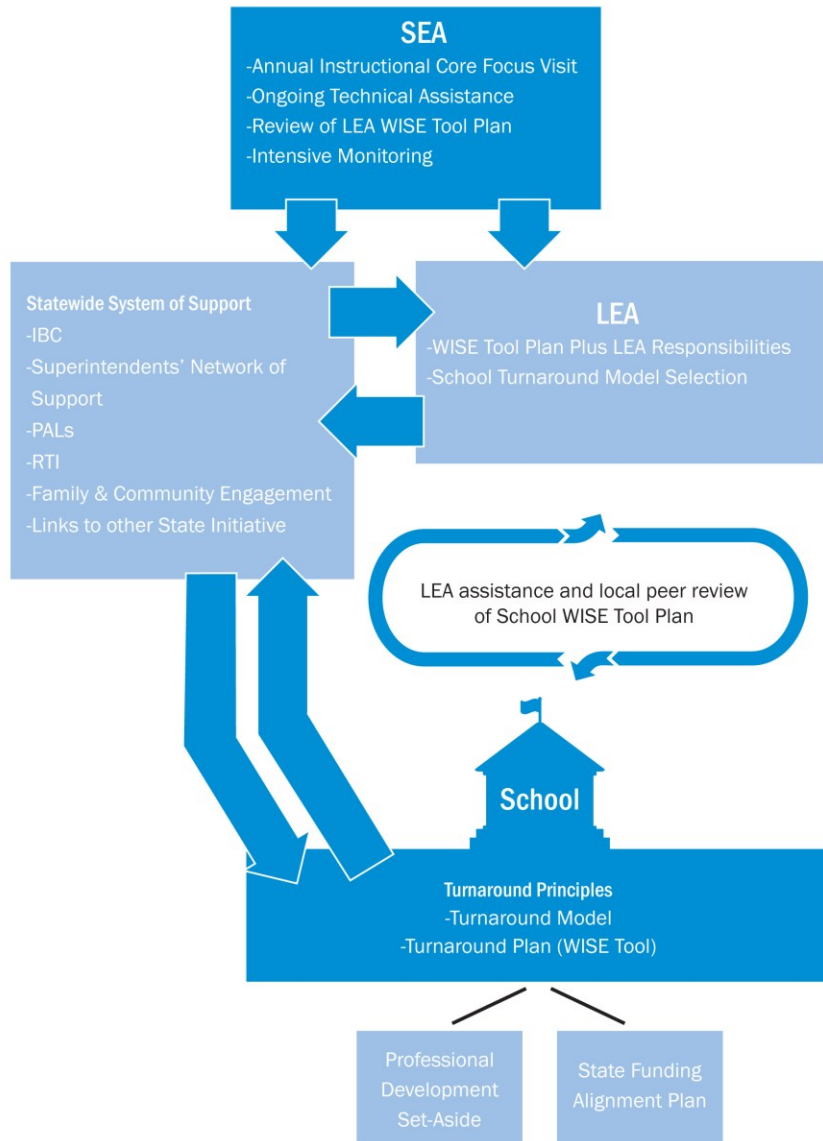 SEA
-Annual Instructional Core Focus Visit
-Ongoing Technical Assistance
-Review of LEA WISE Tool Plan
-Intensive Monitoring
Statewide System of Support
-IBC
-Superintendents' Network of
Support
-PALs
-RTI
-Family & Community Engagement
-Links to other State Initiative
LEA
-WISE Tool Plan Plus LEA Responsibilities
-School Turnaround Model Selection
LEA assistance and local peer review
of School WISE Tool Plan
School
Turnaround Principles
-Turnaround Model
-Turnaround Plan (WISE Tool)
Professional
Development
Set-Aside
State Funding
Alignment Plan